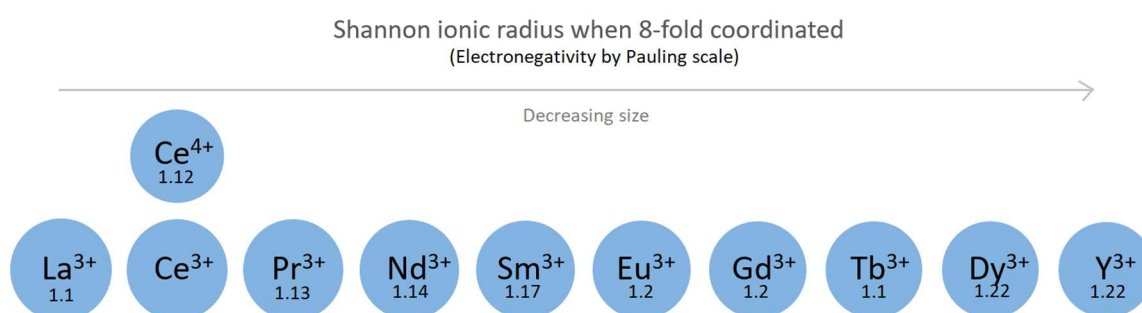 Shannon ionic radius when 8-fold coordinated
(Electronegativity by Pauling scale)
Decreasing size
Ce⁴⁺
1.12
La³⁺ Ce³⁺ Pr³⁺ Nd³⁺ Sm³⁺ Eu³⁺ Gd³⁺ Tb³⁺ Dy³⁺ Y³⁺
1.1 1.13 1.14 1.17 1.2 1.2 1.1 1.22 1.22